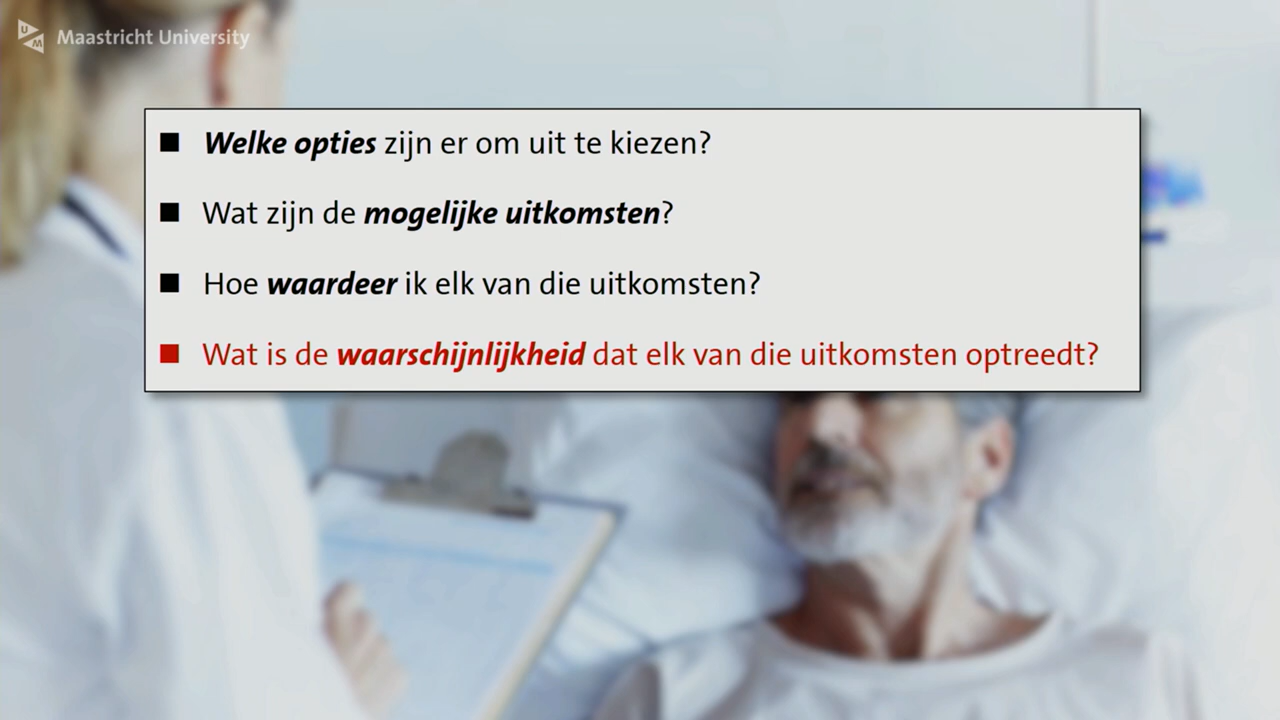 Maastricht University
Welke opties zijn er om uit te kiezen?
Wat zijn de mogelijke uitkomsten?
Hoe waardeer ik elk van die uitkomsten?
Wat is de waarschijnlijkheid dat elk van die uitkomsten optreedt?